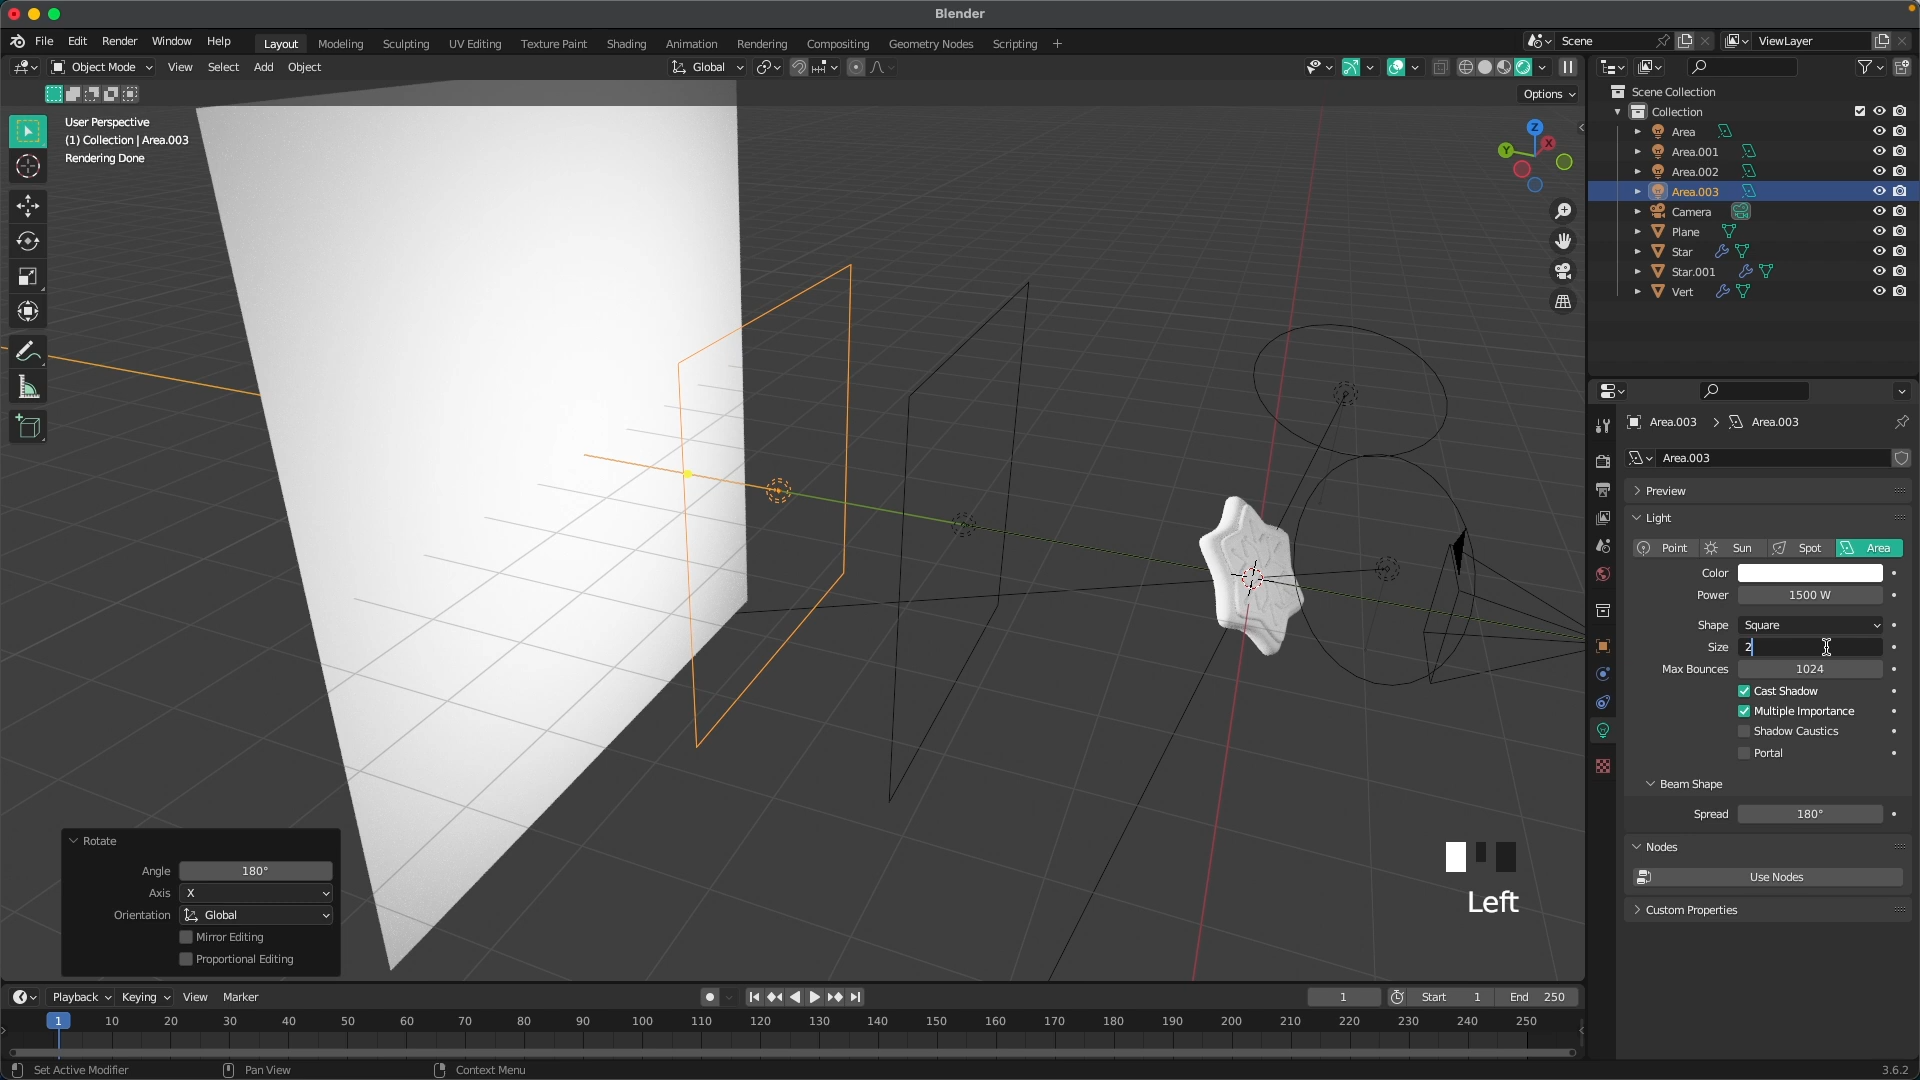 Blender
File Edit Render Window Help Layout Modeling Sculpting UV Editing Texture Paint Shading Animation Rendering Compositing Geometry Nodes Scripting + Scene ViewLayer
Object Mode View Select Add Object Global
Options
User Perspective
(1) Collection | Area.003
Rendering Done
Z
X
Y
Scene Collection
Collection
Area
Area.001
Area.002
Area.003
Camera
Plane
Star
Star.001
Vert
Area.003 > Area.003
Area.003
Preview
Light
Point Sun Spot Area
Color
Power 1500 W
Shape Square
Size 2
Max Bounces 1024
Cast Shadow
Multiple Importance
Shadow Caustics
Portal
Beam Shape
Spread 180°
Nodes
Use Nodes
Custom Properties
Rotate
Angle 180°
Axis X
Orientation Global
Mirror Editing
Proportional Editing
Left
Playback Keying View Marker 1 Start 1 End 250
1 10 20 30 40 50 60 70 80 90 100 110 120 130 140 150 160 170 180 190 200 210 220 230 240 250
Set Active Modifier Pan View Context Menu 3.6.2